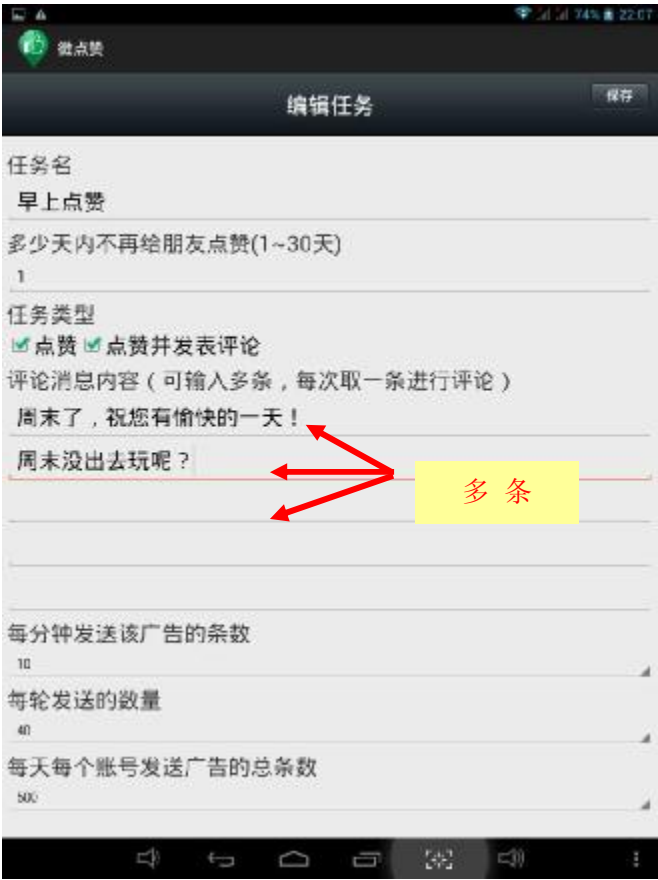 74% 22:07
微点赞
编辑任务
保存
任务名
早上点赞
多少天内不再给朋友点赞(1~30天)
1
任务类型
点赞 点赞并发表评论
评论消息内容(可输入多条,每次取一条进行评论)
周末了,祝您有愉快的一天!
周末没出去玩呢?
多 条
每分钟发送该广告的条数
10
每轮发送的数量
40
每天每个账号发送广告的总条数
500